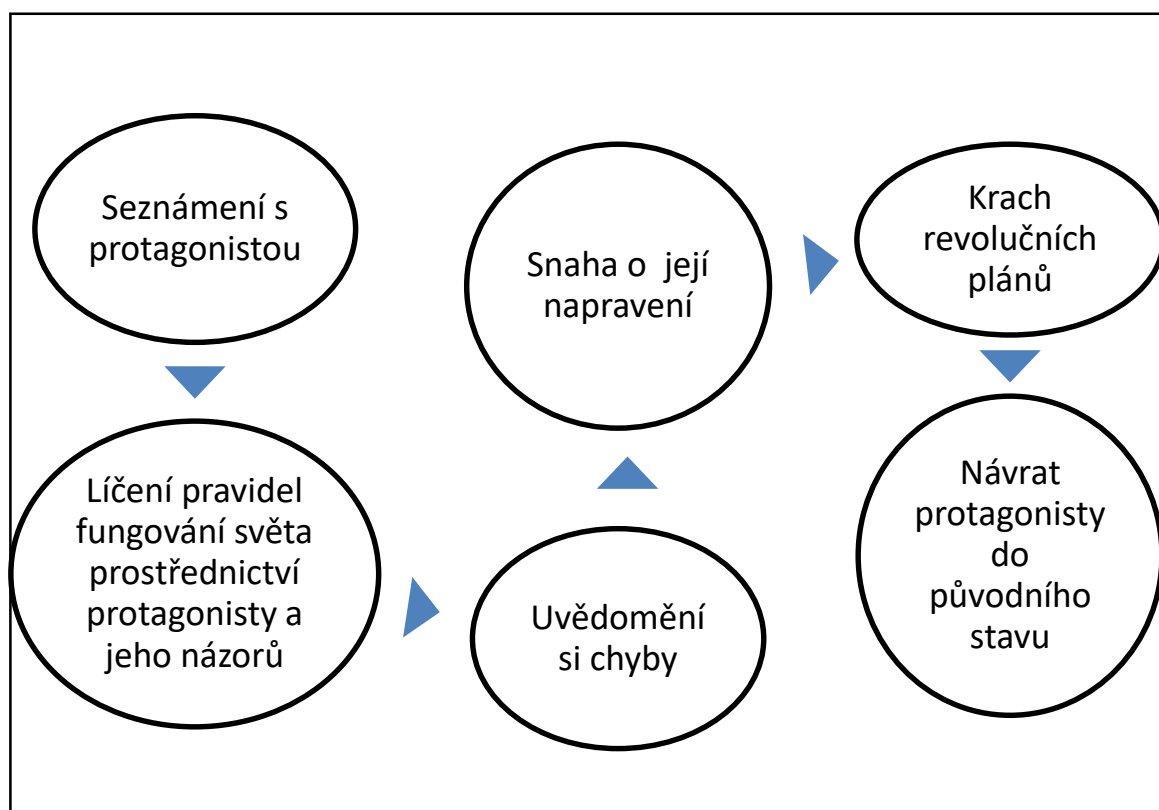 Seznámení s
protagonistou
Líčení pravidel
fungování světa
prostřednictví
protagonisty a
jeho názorů
Uvědomění
si chyby
Snaha o  její
napravení
Krach
revolučních
plánů
Návrat
protagonisty
do
původního
stavu